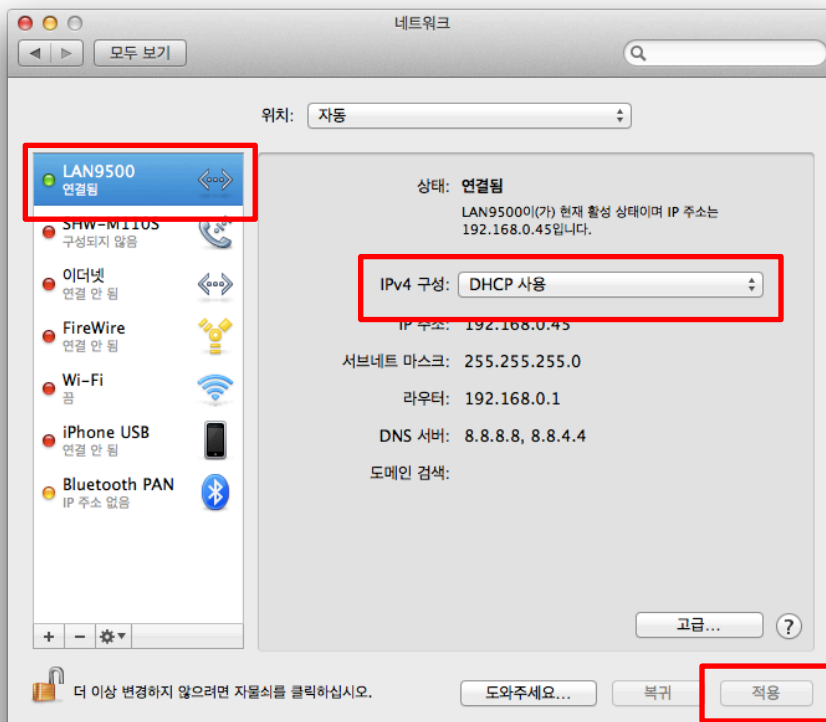 네트워크
모두 보기
위치: 자동
LAN9500
연결됨
SHW-M110S
구성되지 않음
이더넷
연결 안 됨
FireWire
연결 안 됨
Wi-Fi
끔
iPhone USB
연결 안 됨
Bluetooth PAN
IP 주소 없음
상태: 연결됨
LAN9500이(가) 현재 활성 상태이며 IP 주소는
192.168.0.45입니다.
IPv4 구성: DHCP 사용
IP 주소: 192.168.0.45
서브넷 마스크: 255.255.255.0
라우터: 192.168.0.1
DNS 서버: 8.8.8.8, 8.8.4.4
도메인 검색:
고급... ?
더 이상 변경하지 않으려면 자물쇠를 클릭하십시오.
도와주세요... 복귀 적용